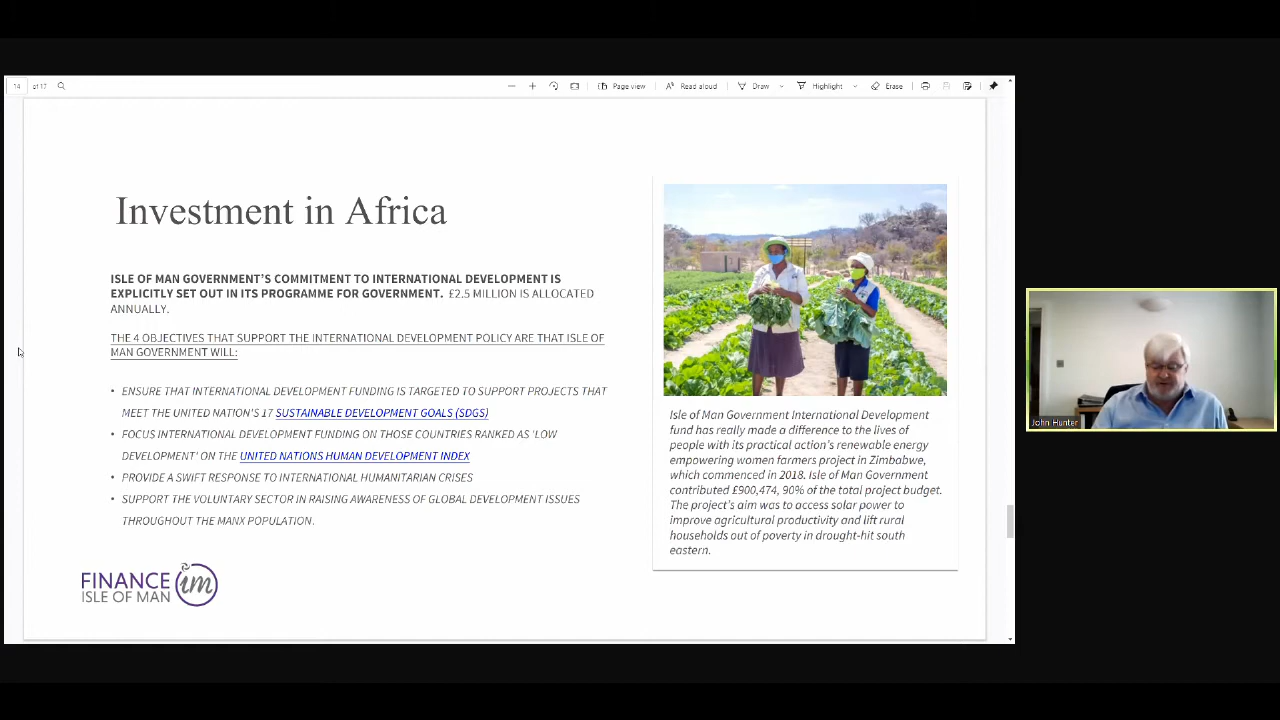 14 of 17 Page view Read aloud Draw Highlight Erase
Investment in Africa
ISLE OF MAN GOVERNMENT'S COMMITMENT TO INTERNATIONAL DEVELOPMENT IS
EXPLICITLY SET OUT IN ITS PROGRAMME FOR GOVERNMENT. £2.5 MILLION IS ALLOCATED
ANNUALLY.
THE 4 OBJECTIVES THAT SUPPORT THE INTERNATIONAL DEVELOPMENT POLICY ARE THAT ISLE OF
MAN GOVERNMENT WILL:
• ENSURE THAT INTERNATIONAL DEVELOPMENT FUNDING IS TARGETED TO SUPPORT PROJECTS THAT
MEET THE UNITED NATION'S 17 SUSTAINABLE DEVELOPMENT GOALS (SDGS)
• FOCUS INTERNATIONAL DEVELOPMENT FUNDING ON THOSE COUNTRIES RANKED AS 'LOW
DEVELOPMENT' ON THE UNITED NATIONS HUMAN DEVELOPMENT INDEX
• PROVIDE A SWIFT RESPONSE TO INTERNATIONAL HUMANITARIAN CRISES
• SUPPORT THE VOLUNTARY SECTOR IN RAISING AWARENESS OF GLOBAL DEVELOPMENT ISSUES
THROUGHOUT THE MANX POPULATION.
FINANCE
ISLE OF MAN
im
Isle of Man Government International Development
fund has really made a difference to the lives of
people with its practical action's renewable energy
empowering women farmers project in Zimbabwe,
which commenced in 2018. Isle of Man Government
contributed £900,474, 90% of the total project budget.
The project's aim was to access solar power to
improve agricultural productivity and lift rural
households out of poverty in drought-hit south
eastern.
John Hunter